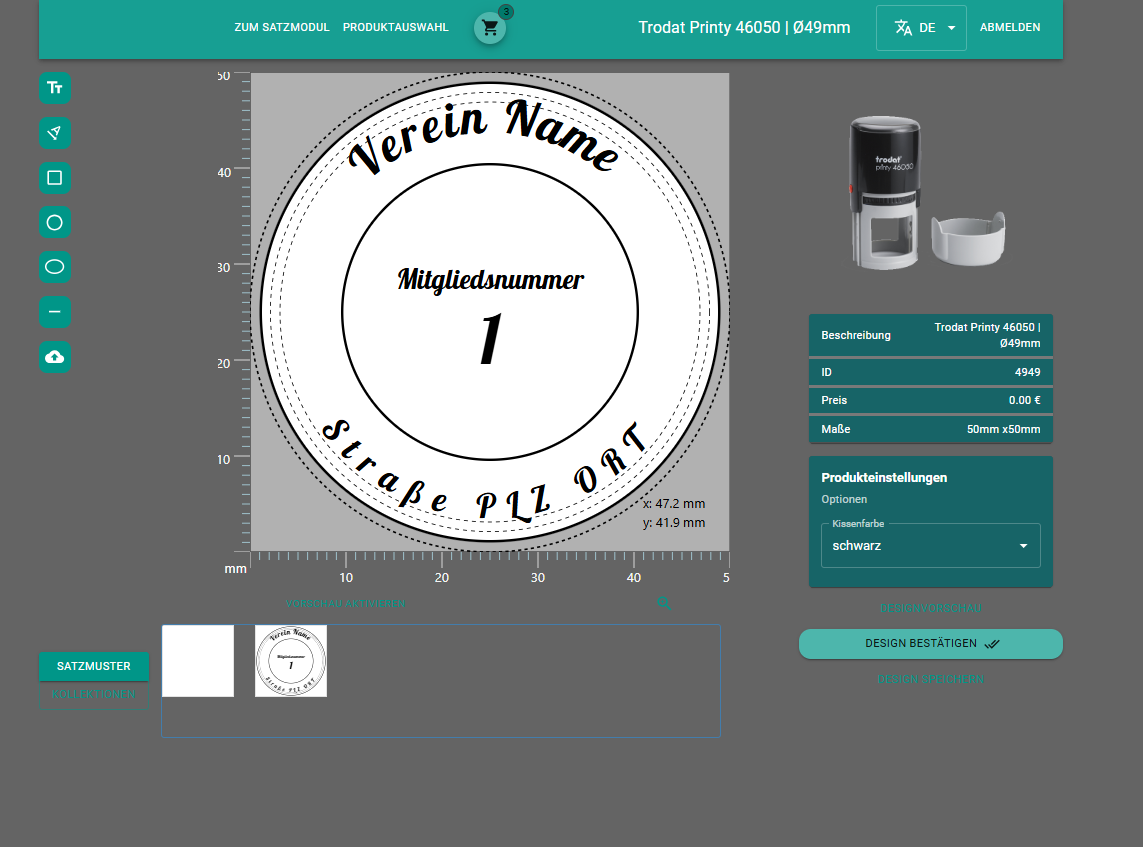 ZUM SATZMODUL PRODUKTAUSWAHL 3 Trodat Printy 46050 | Ø49mm DE ABMELDEN
50
40
30
20
10
mm
10 20 30 40 5
Verein Name
Mitgliedsnummer
1
Straße PLZ ORT
x: 47.2 mm
y: 41.9 mm
VORSCHAU AKTIVIEREN
SATZMUSTER
KOLLEKTIONEN
Verein Name
Mitgliedsnummer
1
Straße PLZ ORT
trodat
printy 46050
Beschreibung Trodat Printy 46050 |
Ø49mm
ID 4949
Preis 0.00 €
Maße 50mm x50mm
Produkteinstellungen
Optionen
Kissenfarbe
schwarz
DESIGNVORSCHAU
DESIGN BESTÄTIGEN
DESIGN SPEICHERN